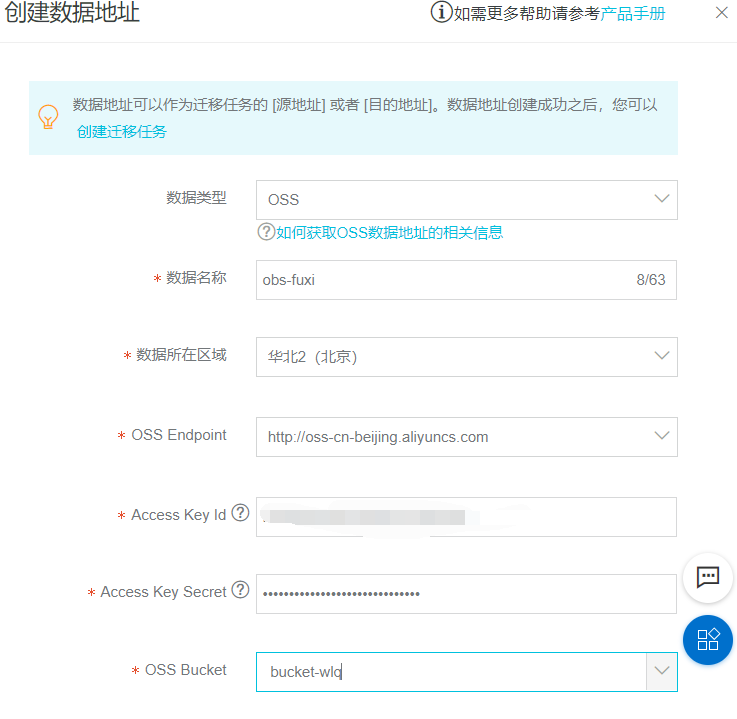 创建数据地址
如需更多帮助请参考产品手册
数据地址可以作为迁移任务的 [源地址] 或者 [目的地址]。数据地址创建成功之后，您可以
创建迁移任务
数据类型 OSS
如何获取OSS数据地址的相关信息
* 数据名称 obs-fuxi 8/63
* 数据所在区域 华北2（北京）
* OSS Endpoint http://oss-cn-beijing.aliyuncs.com
* Access Key Id
* Access Key Secret ••••••••••••••••••••••••••••••
* OSS Bucket bucket-wlq